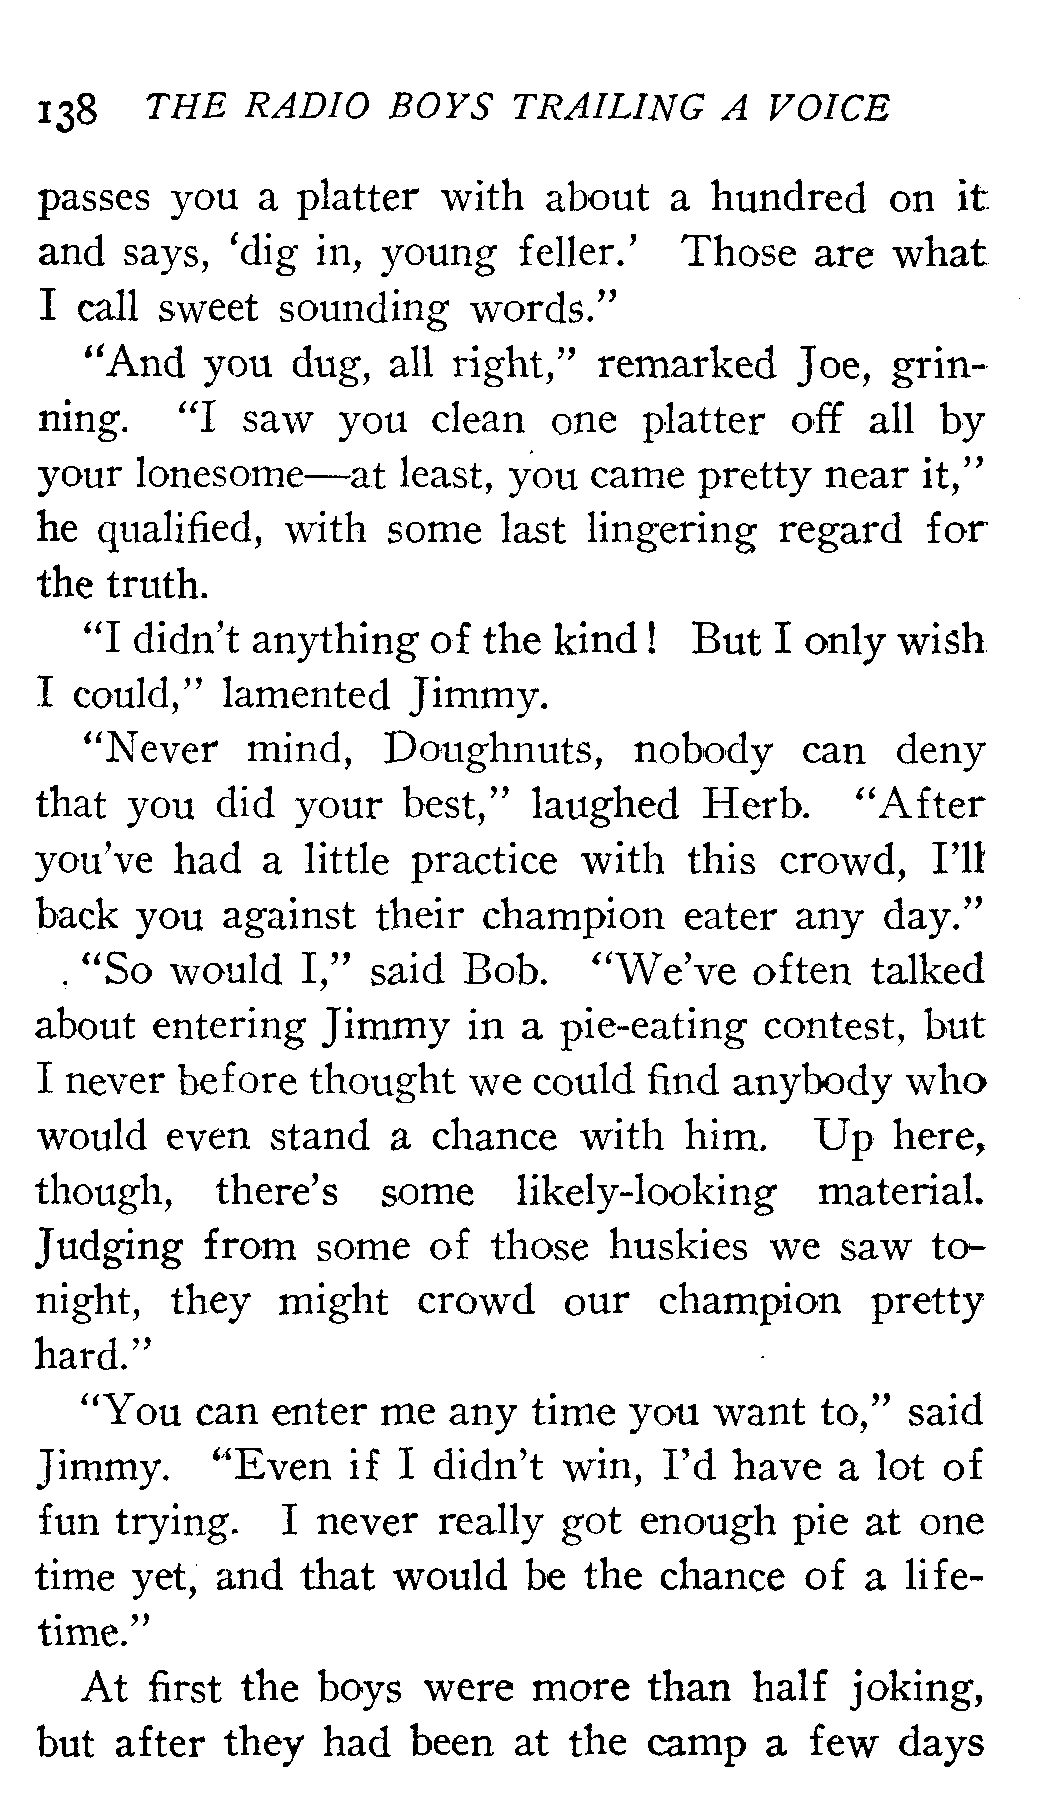 138 THE RADIO BOYS TRAILING A VOICE
passes you a platter with about a hundred on it
and says, ‘dig in, young feller.’ Those are what
I call sweet sounding words.”
“And you dug, all right,” remarked Joe, grin-
ning. “I saw you clean one platter off all by
your lonesome—at least, you came pretty near it,”
he qualified, with some last lingering regard for
the truth.
“I didn’t anything of the kind! But I only wish
I could,” lamented Jimmy.
“Never mind, Doughnuts, nobody can deny
that you did your best,” laughed Herb. “After
you’ve had a little practice with this crowd, I’ll
back you against their champion eater any day.”
“So would I,” said Bob. “We’ve often talked
about entering Jimmy in a pie-eating contest, but
I never before thought we could find anybody who
would even stand a chance with him. Up here,
though, there’s some likely-looking material.
Judging from some of those huskies we saw to-
night, they might crowd our champion pretty
hard.”
“You can enter me any time you want to,” said
Jimmy. “Even if I didn’t win, I’d have a lot of
fun trying. I never really got enough pie at one
time yet, and that would be the chance of a life-
time.”
At first the boys were more than half joking,
but after they had been at the camp a few days